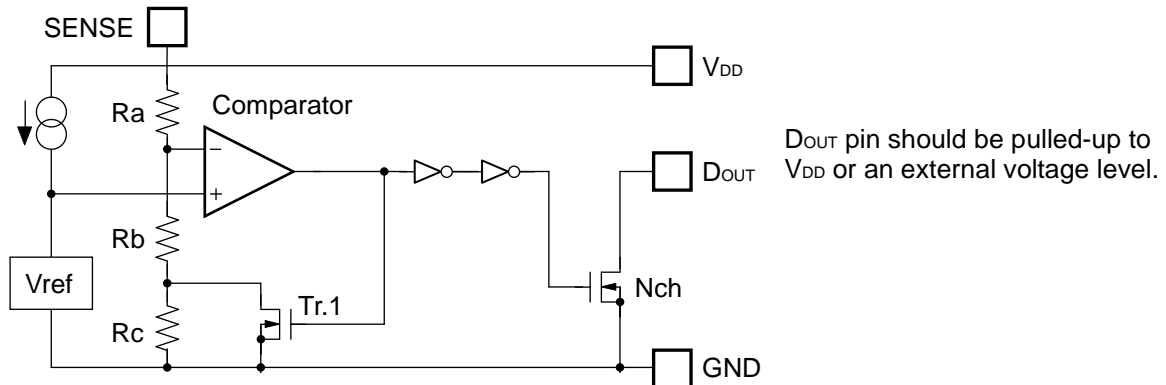 SENSE
VDD
Ra
Comparator
−
+
DOUT
DOUT pin should be pulled-up to
VDD or an external voltage level.
Rb
Vref
Nch
Tr.1
Rc
GND